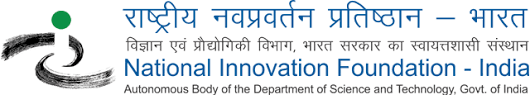 राष्ट्रीय नवप्रवर्तन प्रतिष्ठान – भारत
विज्ञान एवं प्रौद्योगिकी विभाग, भारत सरकार का स्वायत्तशासी संस्थान
National Innovation Foundation - India
Autonomous Body of the Department of Science and Technology, Govt. of India